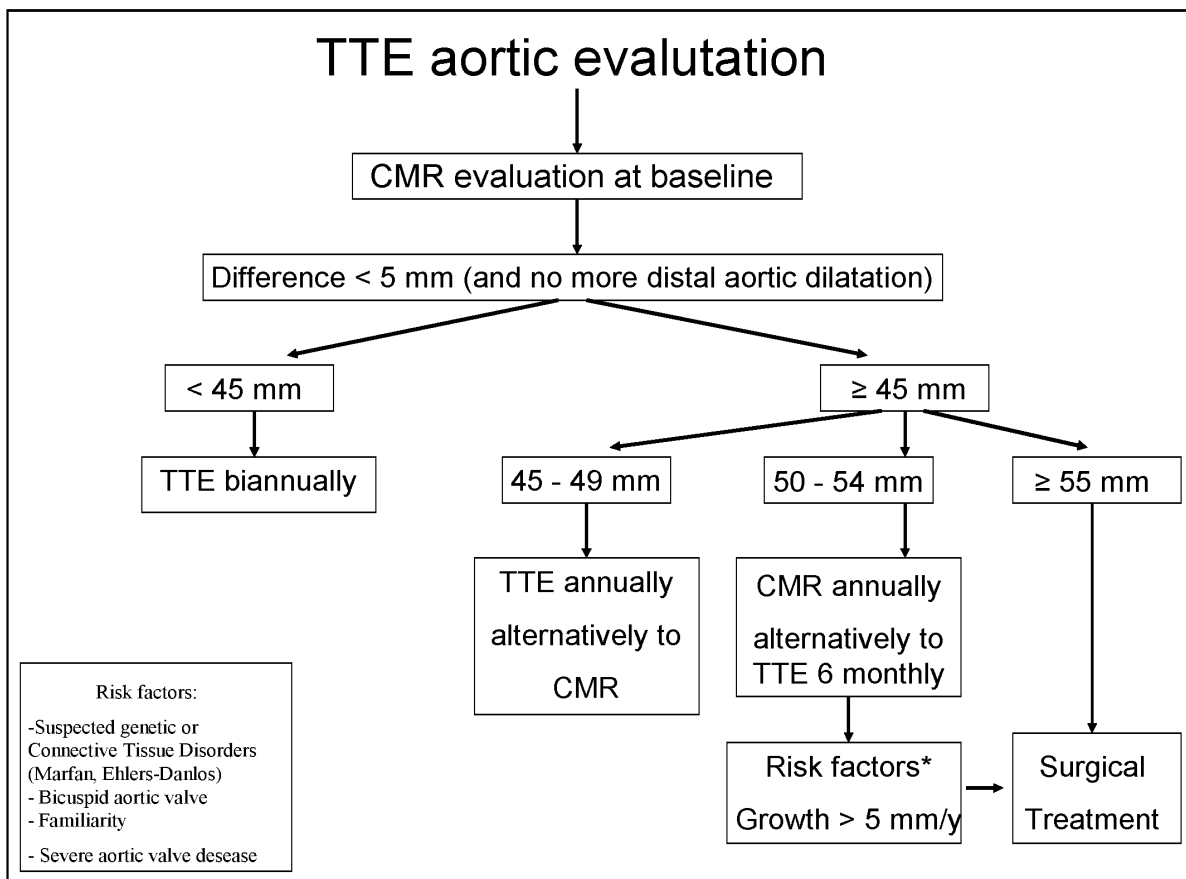 TTE aortic evalutation
CMR evaluation at baseline
Difference < 5 mm (and no more distal aortic dilatation)
< 45 mm
≥ 45 mm
TTE biannually
45 - 49 mm
50 - 54 mm
≥ 55 mm
TTE annually
alternatively to
CMR
CMR annually
alternatively to
TTE 6 monthly
Risk factors*
Growth > 5 mm/y
Surgical
Treatment
Risk factors:
-Suspected genetic or
Connective Tissue Disorders
(Marfan, Ehlers-Danlos)
- Bicuspid aortic valve
- Familiarity
- Severe aortic valve desease